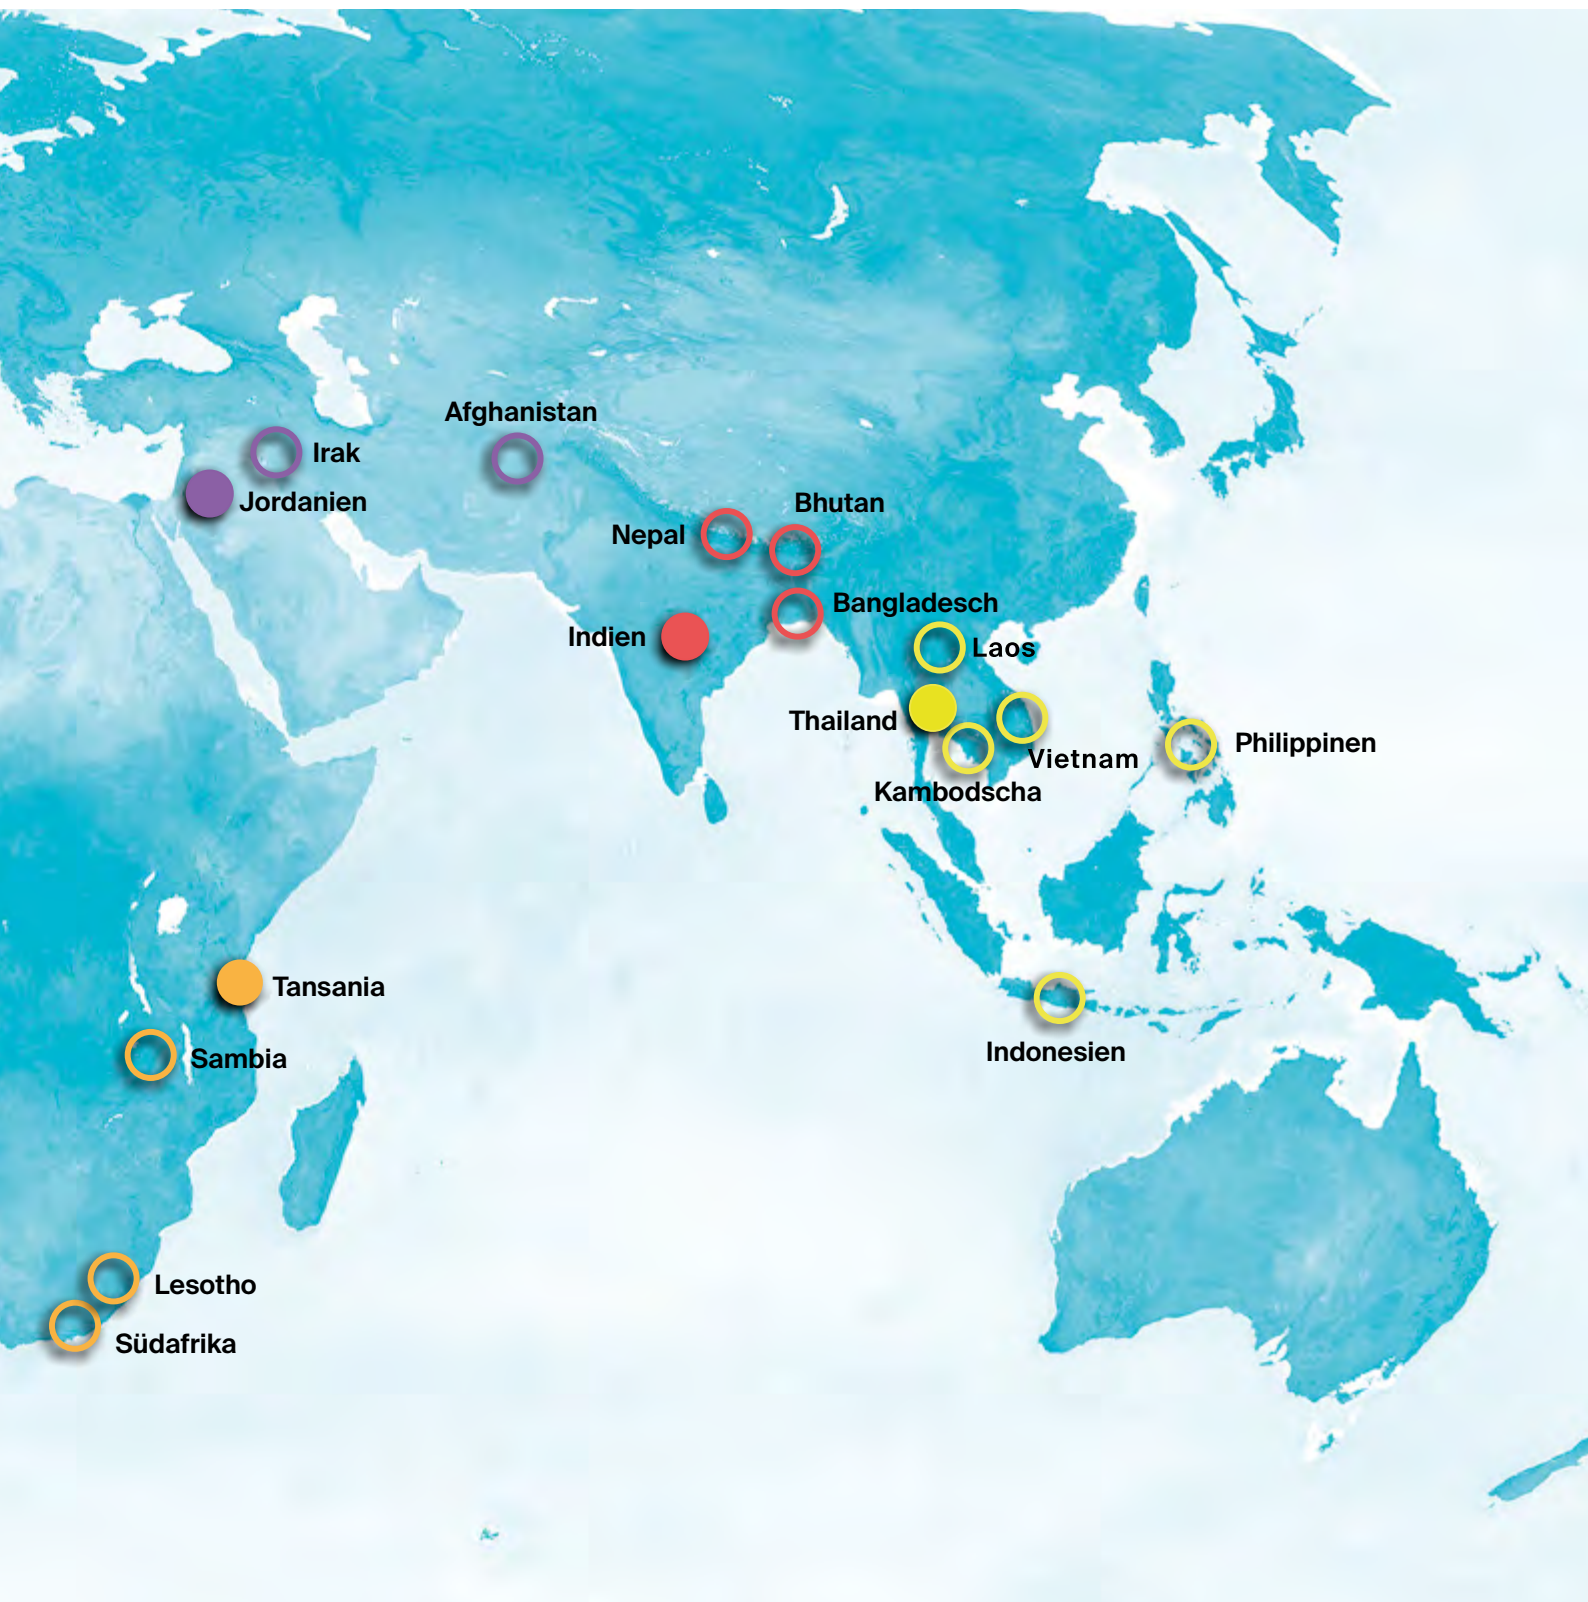 Afghanistan
Irak
Jordanien
Bhutan
Nepal
Bangladesch
Indien
Laos
Thailand
Philippinen
Vietnam
Kambodscha
Tansania
Indonesien
Sambia
Lesotho
Südafrika